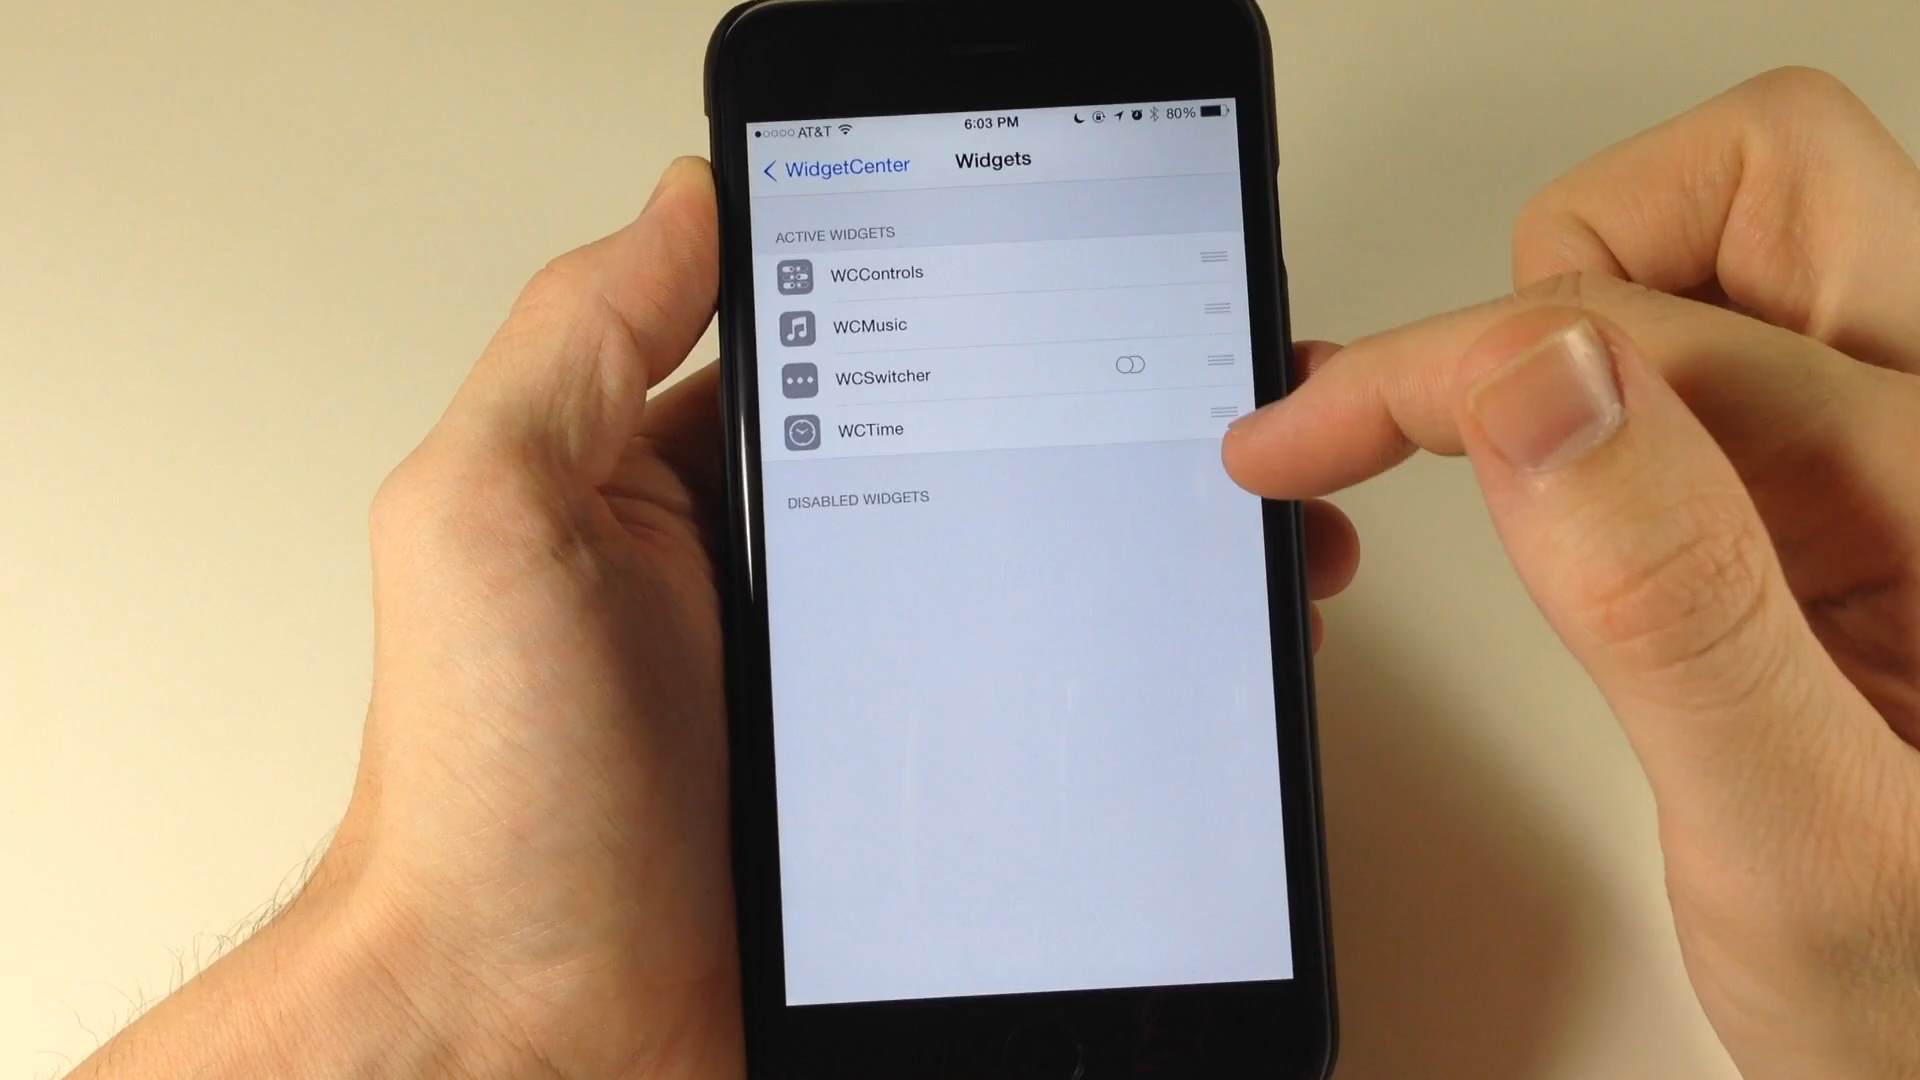 AT&T 6:03 PM 80%
WidgetCenter Widgets
ACTIVE WIDGETS
WCControls
WCMusic
WCSwitcher
WCTime
DISABLED WIDGETS